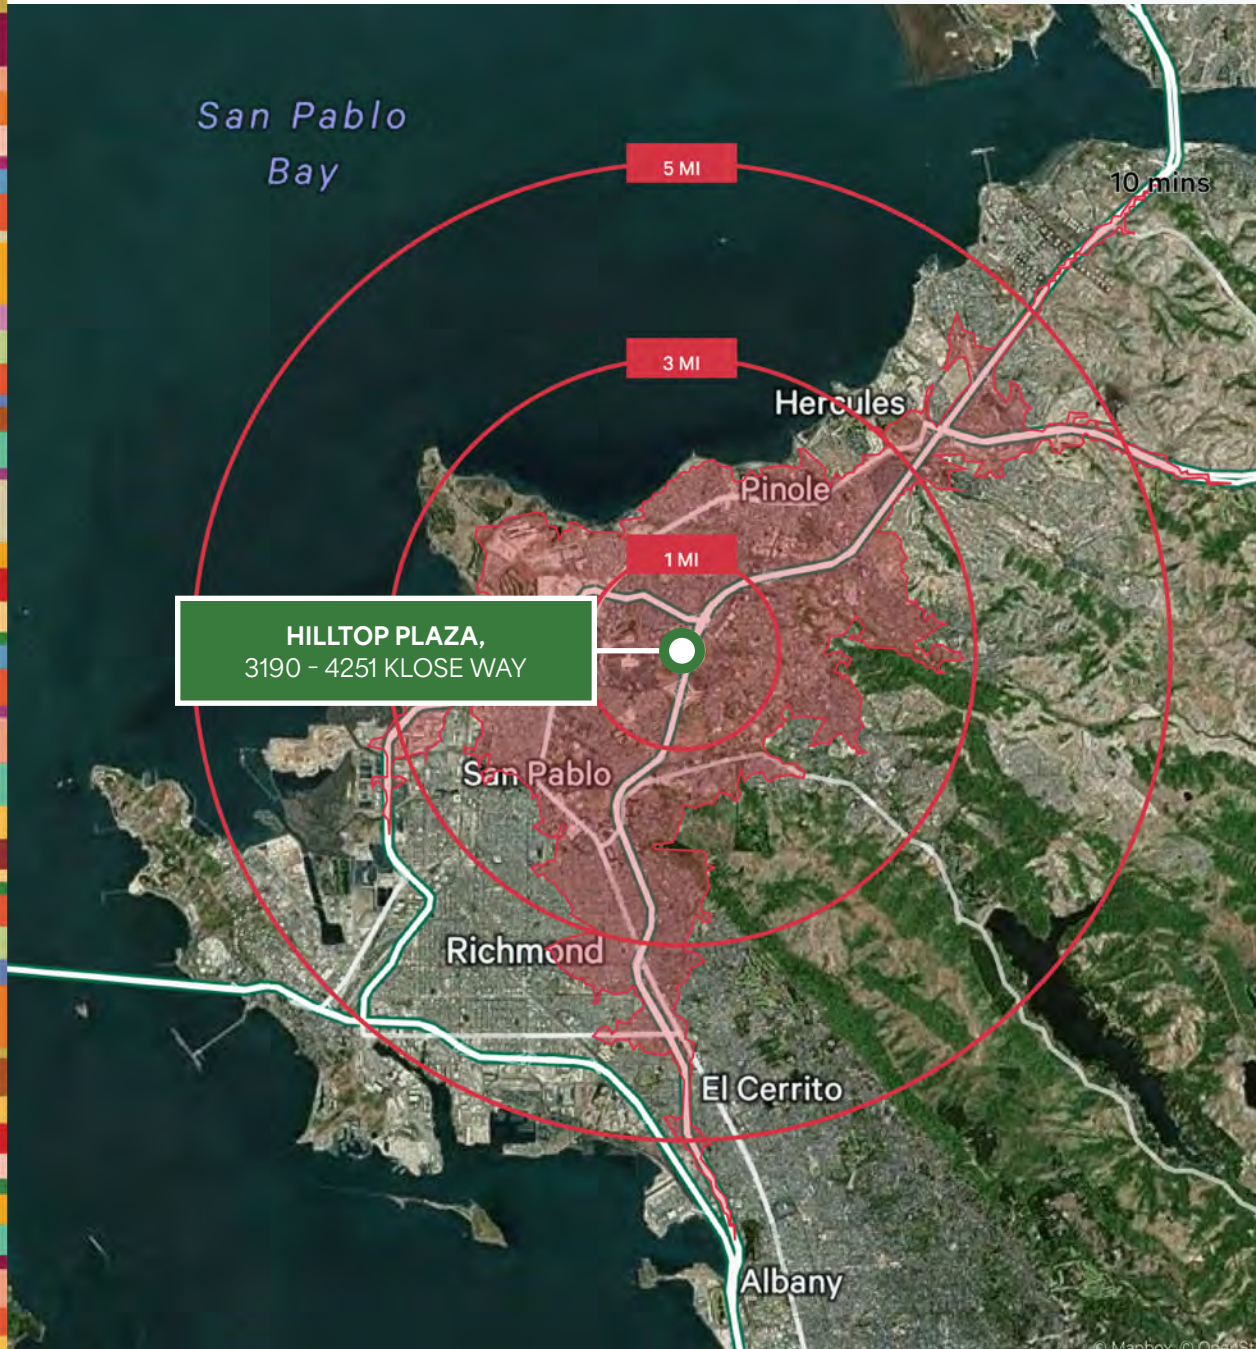 San Pablo
Bay
5 MI
10 mins
3 MI
Hercules
Pinole
1 MI
HILLTOP PLAZA,
3190 - 4251 KLOSE WAY
San Pablo
Richmond
El Cerrito
Albany
© Mapbox